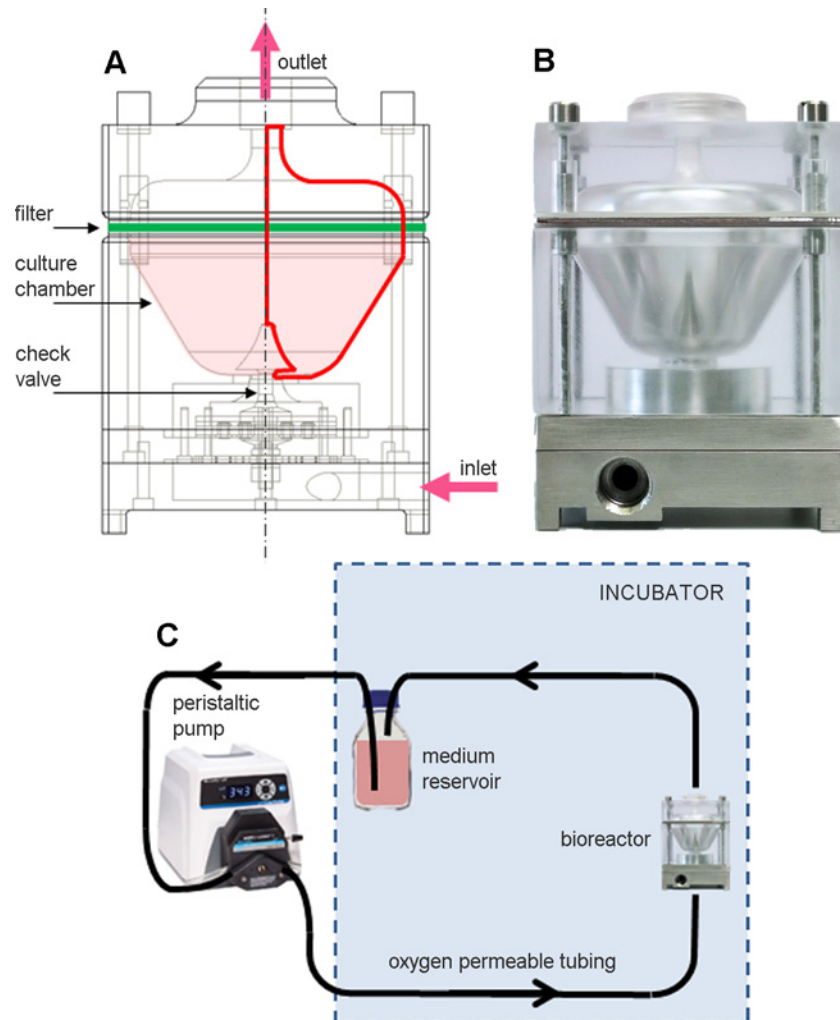 A
outlet
B
filter
culture
chamber
check
valve
inlet
INCUBATOR
C
peristaltic
pump
343
medium
reservoir
bioreactor
oxygen permeable tubing